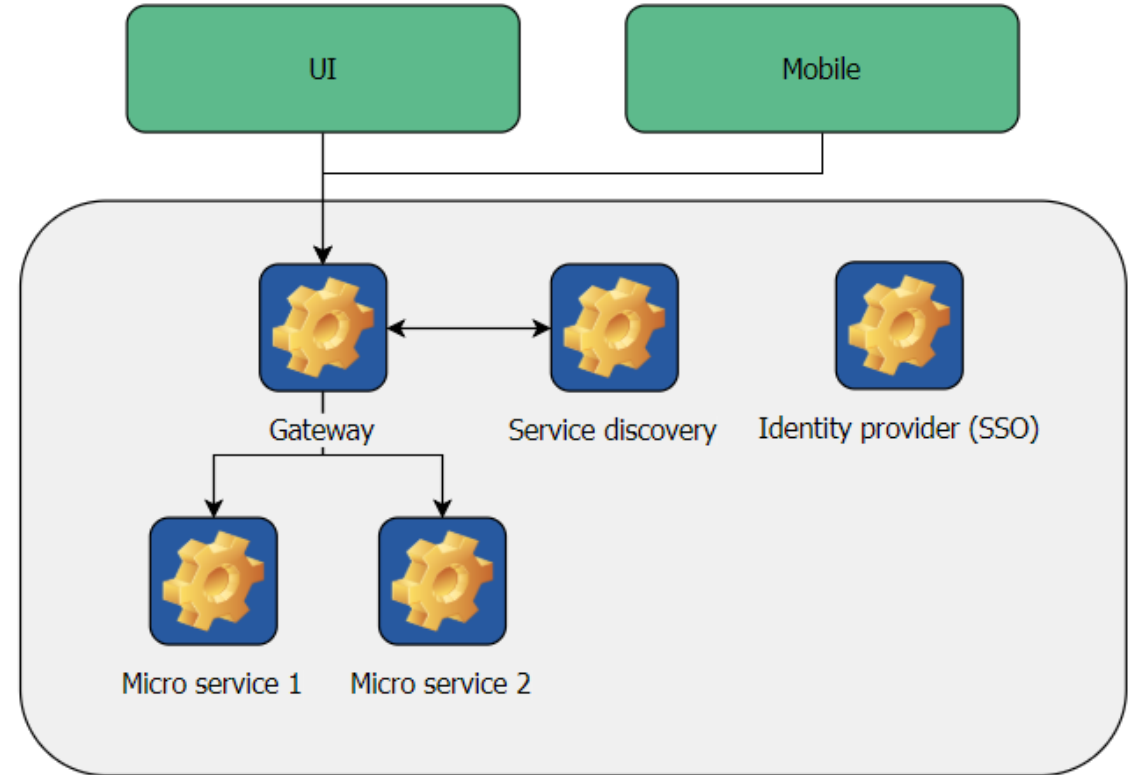 UI
Mobile
Gateway
Service discovery
Identity provider (SSO)
Micro service 1
Micro service 2